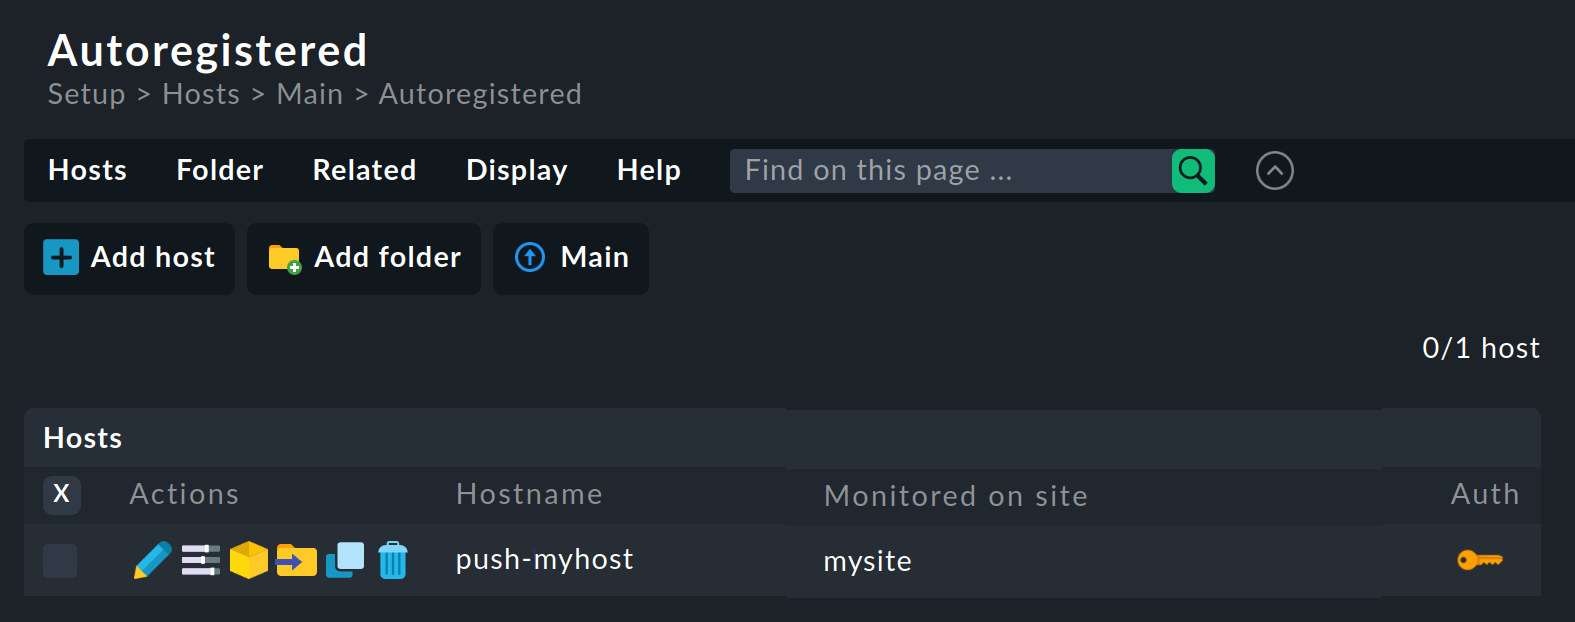 Autoregistered
Setup > Hosts > Main > Autoregistered
Hosts Folder Related Display Help Find on this page ...
Add host Add folder Main
0/1 host
Hosts
X Actions Hostname Monitored on site Auth
push-myhost mysite